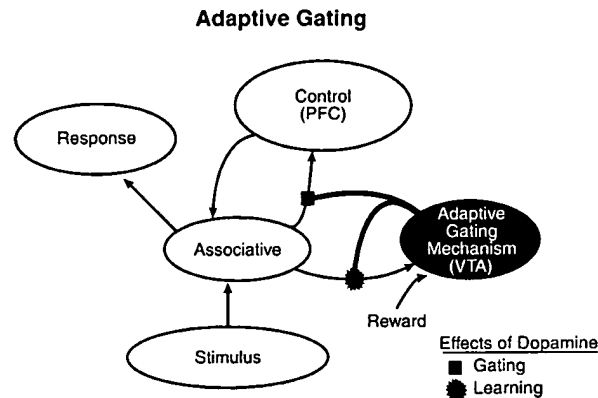 Adaptive Gating
Control
(PFC)
Response
Associative
Adaptive
Gating
Mechanism
(VTA)
Reward
Stimulus
Effects of Dopamine
Gating
Learning